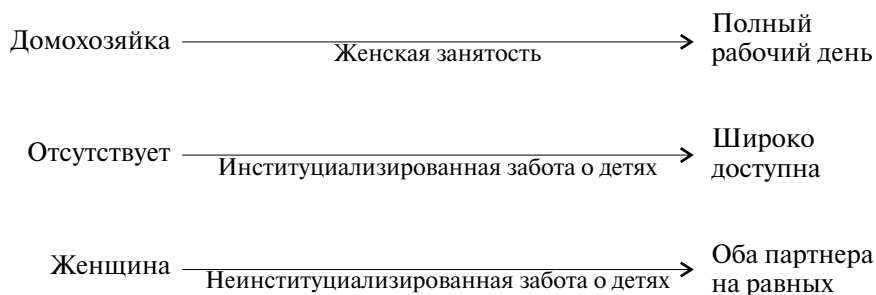 Домохозяйка
Женская занятость
Полный
рабочий день
Отсутствует
Институциализированная забота о детях
Широко
доступна
Женщина
Неинституциализированная забота о детях
Оба партнера
на равных